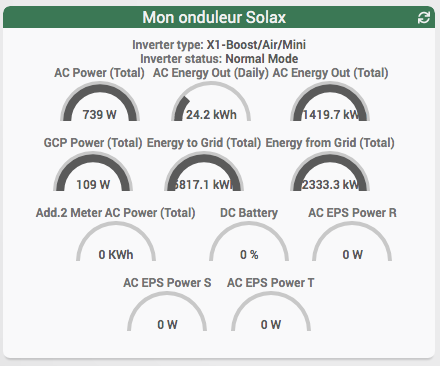 Mon onduleur Solax
Inverter type: X1-Boost/Air/Mini
Inverter status: Normal Mode
AC Power (Total) AC Energy Out (Daily) AC Energy Out (Total)
739 W 24.2 kWh 1419.7 kW
GCP Power (Total) Energy to Grid (Total) Energy from Grid (Total)
109 W 6817.1 kWh 2333.3 kW
Add.2 Meter AC Power (Total) DC Battery AC EPS Power R
0 KWh 0 % 0 W
AC EPS Power S AC EPS Power T
0 W 0 W